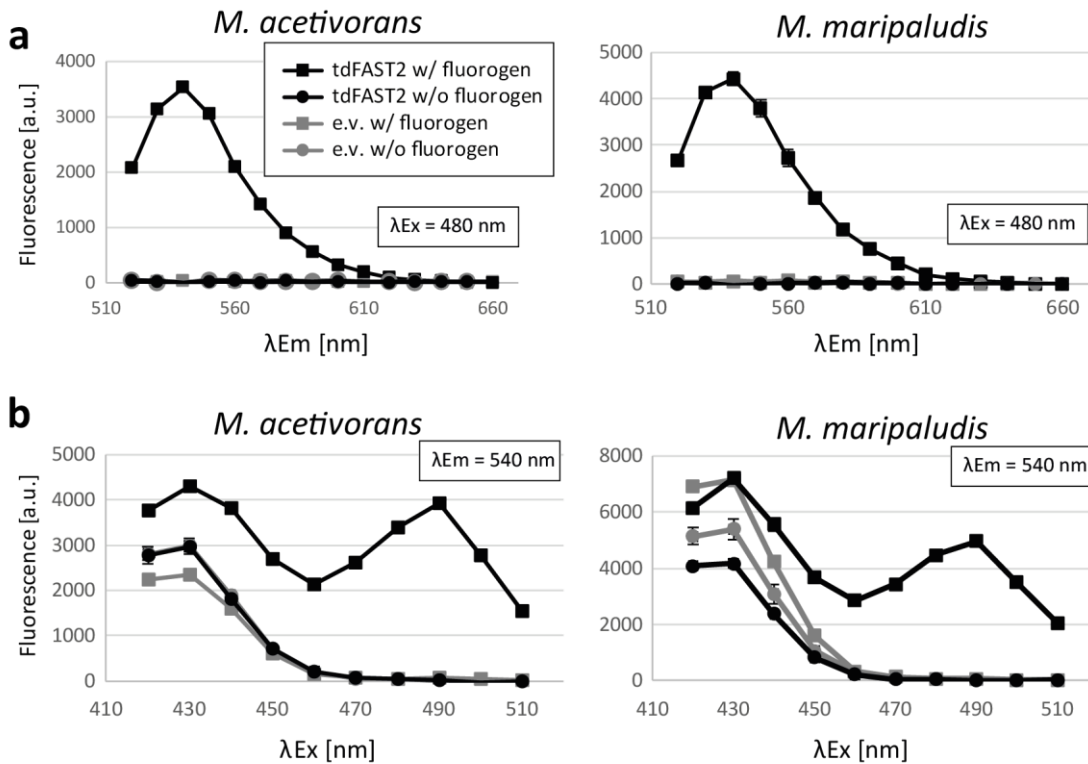 a
M. acetivorans
M. maripaludis
Fluorescence [a.u.]
4000
3000
2000
1000
0
tdFAST2 w/ fluorogen
tdFAST2 w/o fluorogen
e.v. w/ fluorogen
e.v. w/o fluorogen
λEx = 480 nm
510 560 610 660
λEm [nm]
5000
4000
3000
2000
1000
0
λEx = 480 nm
510 560 610 660
λEm [nm]
b
M. acetivorans
M. maripaludis
Fluorescence [a.u.]
5000
4000
3000
2000
1000
0
λEm = 540 nm
410 430 450 470 490 510
λEx [nm]
8000
6000
4000
2000
0
λEm = 540 nm
410 430 450 470 490 510
λEx [nm]